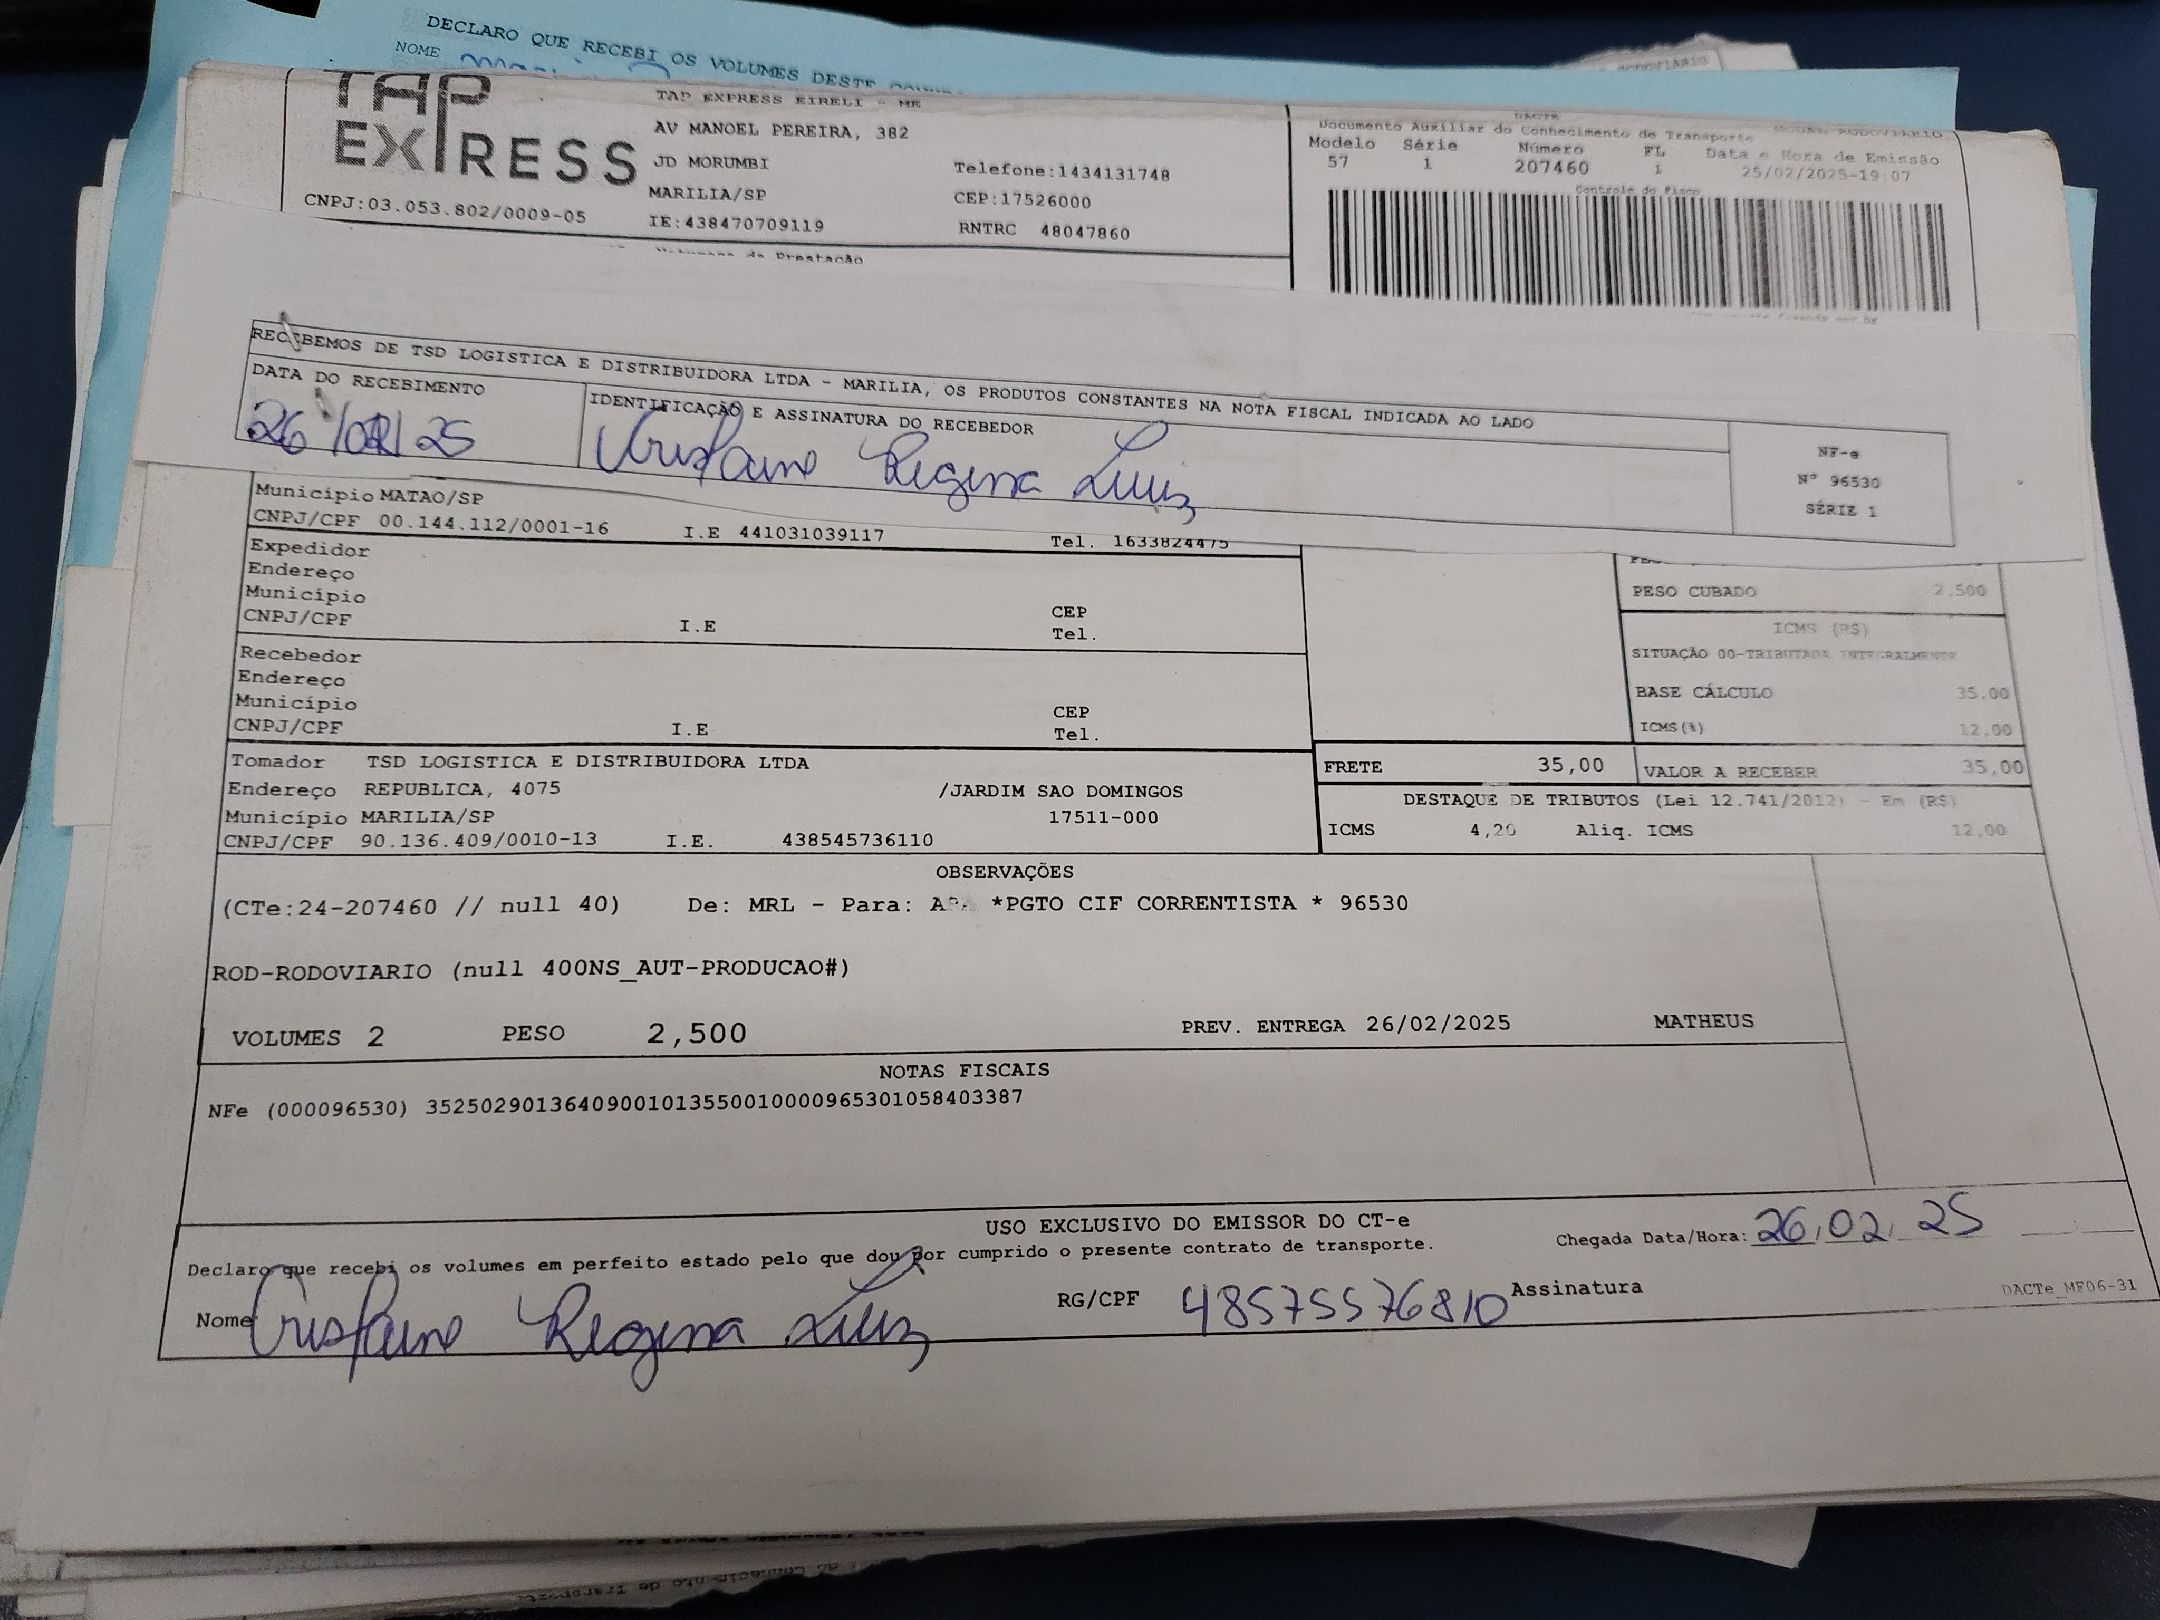 DECLARO QUE RECEBI OS VOLUMES DESTE
NOME
TAP
EXPRESS
CNPJ:03.053.802/0009-05
TAP EXPRESS EIRELI - ME
AV MANOEL PEREIRA, 382
JD MORUMBI
MARILIA/SP
IE:438470709119
Telefone:1434131748
CEP:17526000
RNTRC 48047860
DACTE
Documento Auxiliar do Conhecimento de Transporte MODAL RODOVIARIO
Modelo Série Número FL Data e Hora de Emissão
57 1 207460 1 25/02/2025-19:07
Controle do Fisco
da Prestação
RECEBEMOS DE TSD LOGISTICA E DISTRIBUIDORA LTDA - MARILIA, OS PRODUTOS CONSTANTES NA NOTA FISCAL INDICADA AO LADO
DATA DO RECEBIMENTO
26/02/25
IDENTIFICAÇÃO E ASSINATURA DO RECEBEDOR
Cristiane Regina Luiz
NF-e
Nº 96530
SÉRIE 1
Município MATAO/SP
CNPJ/CPF 00.144.112/0001-16 I.E 441031039117 Tel. 1633824475
Expedidor
Endereço
Município CEP
CNPJ/CPF I.E Tel.
Recebedor
Endereço
Município CEP
CNPJ/CPF I.E Tel.
PESO CUBADO 2,500
ICMS (R$)
SITUAÇÃO 00-TRIBUTADA INTEGRALMENTE
BASE CÁLCULO 35,00
ICMS(%) 12,00
Tomador TSD LOGISTICA E DISTRIBUIDORA LTDA
Endereço REPUBLICA, 4075 /JARDIM SAO DOMINGOS
Município MARILIA/SP 17511-000
CNPJ/CPF 90.136.409/0010-13 I.E. 438545736110
FRETE 35,00 VALOR A RECEBER 35,00
DESTAQUE DE TRIBUTOS (Lei 12.741/2012) - Em (R$)
ICMS 4,20 Aliq. ICMS 12,00
OBSERVAÇÕES
(CTe:24-207460 // null 40) De: MRL - Para: *PGTO CIF CORRENTISTA * 96530
ROD-RODOVIARIO (null 400NS_AUT-PRODUCAO#)
VOLUMES 2 PESO 2,500 PREV. ENTREGA 26/02/2025 MATHEUS
NOTAS FISCAIS
NFe (000096530) 35250290136409001013550010000965301058403387
USO EXCLUSIVO DO EMISSOR DO CT-e
Declaro que recebi os volumes em perfeito estado pelo que dou por cumprido o presente contrato de transporte.
Chegada Data/Hora: 26/02/25
Nome Cristiane Regina Luiz RG/CPF 48575576810 Assinatura
DACTe_MF06-31